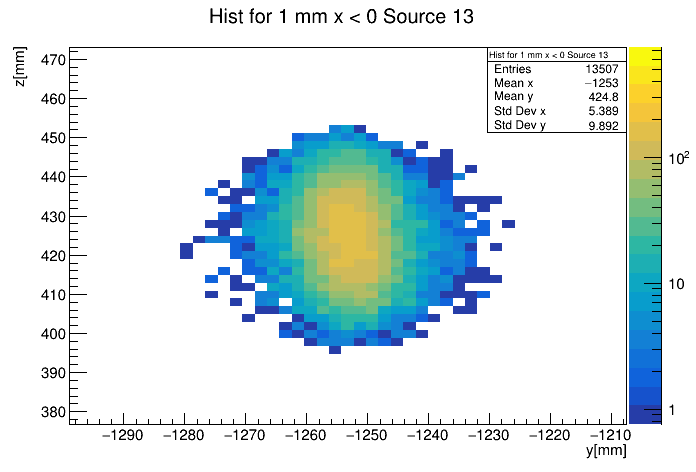 Hist for 1 mm x < 0 Source 13
z[mm]
Hist for 1 mm x < 0 Source 13
Entries 13507
Mean x −1253
Mean y 424.8
Std Dev x 5.389
Std Dev y 9.892
470
460
450
440
430
420
410
400
390
380
10²
10
1
−1290 −1280 −1270 −1260 −1250 −1240 −1230 −1220 −1210
y[mm]